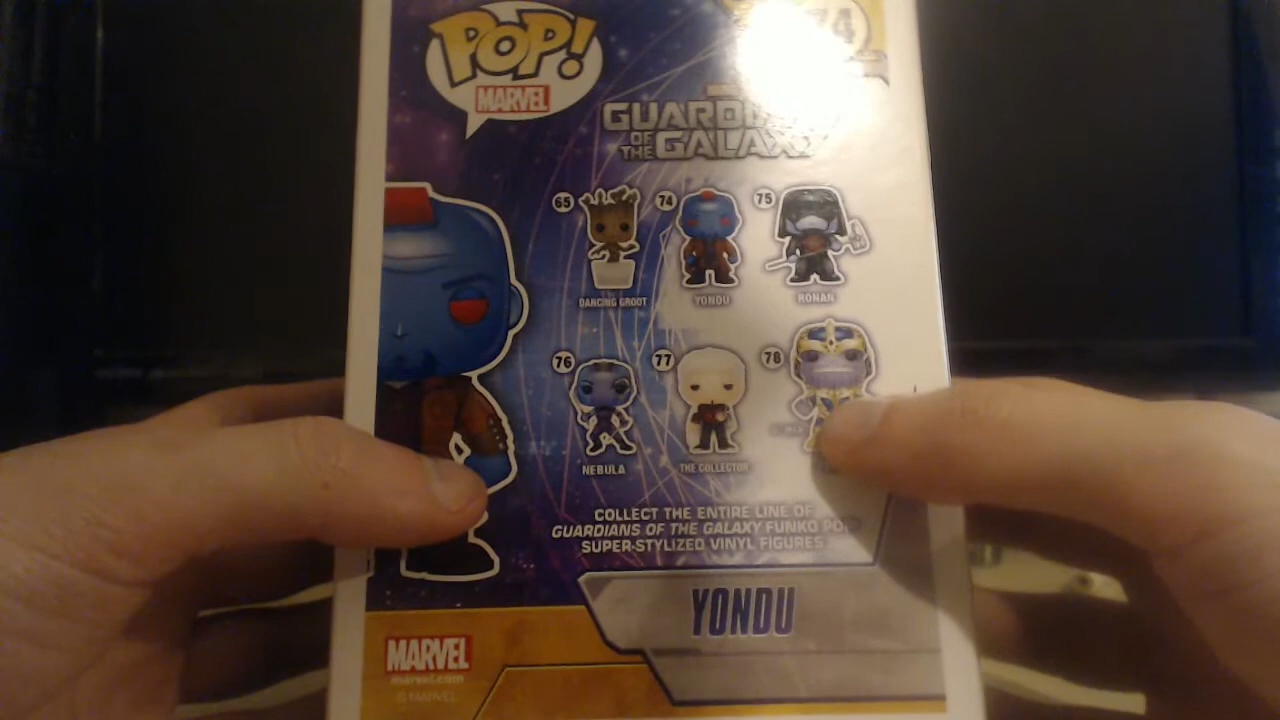 POP!
MARVEL
74
GUARDIANS
OF THE GALAXY
65
74
75
DANCING GROOT
YONDU
RONAN
76
77
78
NEBULA
THE COLLECTOR
COLLECT THE ENTIRE LINE OF
GUARDIANS OF THE GALAXY FUNKO POP
SUPER-STYLIZED VINYL FIGURES
YONDU
MARVEL
marvel.com
©MARVEL